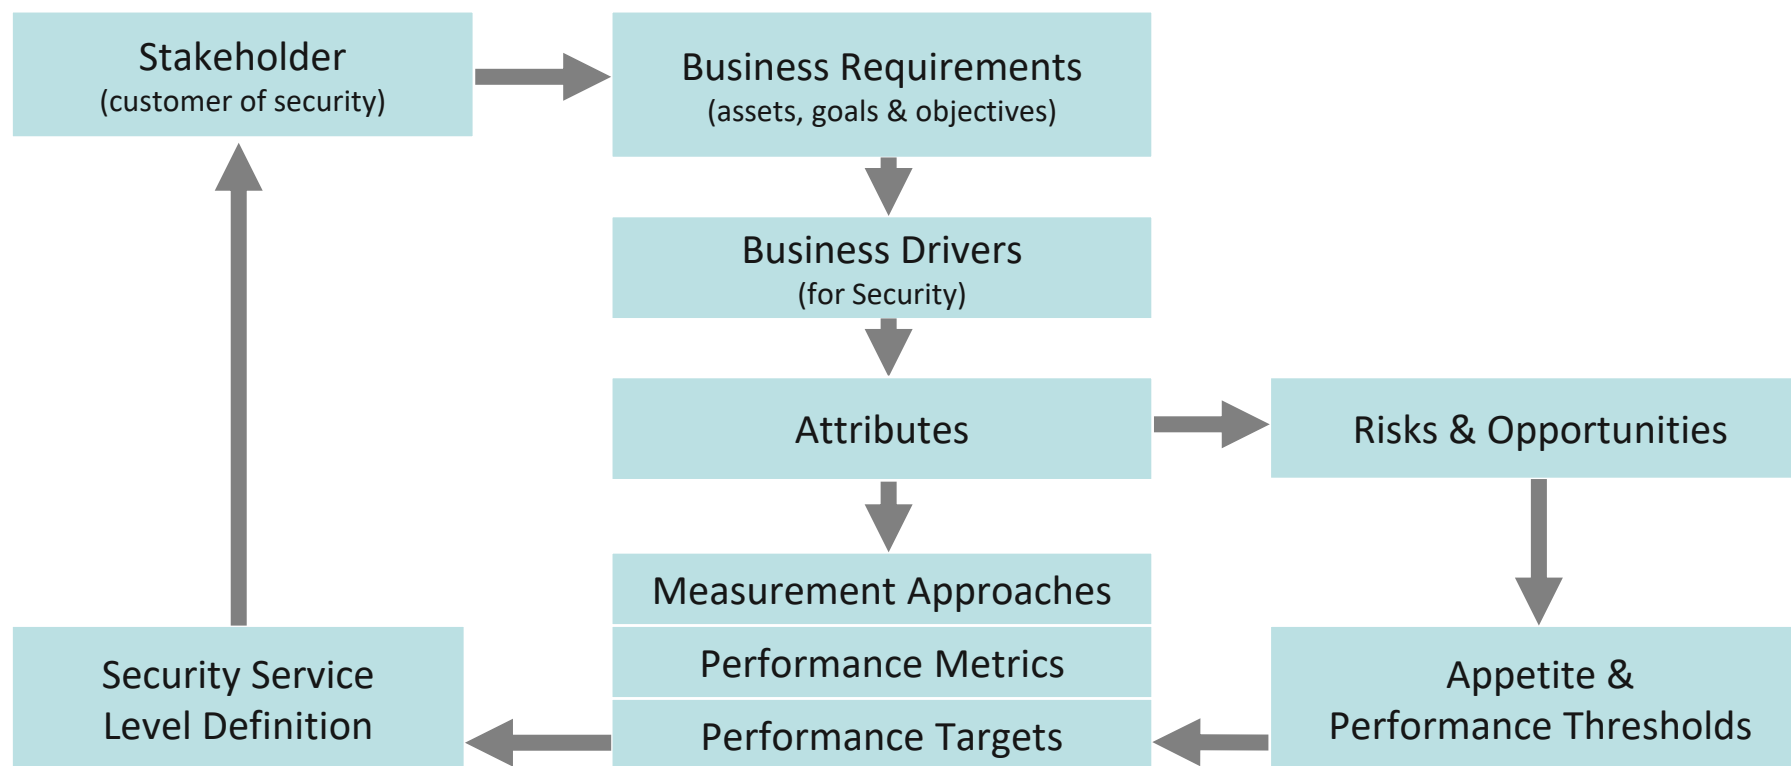 Stakeholder
(customer of security)
Business Requirements
(assets, goals & objectives)
Business Drivers
(for Security)
Attributes
Risks & Opportunities
Measurement Approaches
Performance Metrics
Performance Targets
Appetite &
Performance Thresholds
Security Service
Level Definition